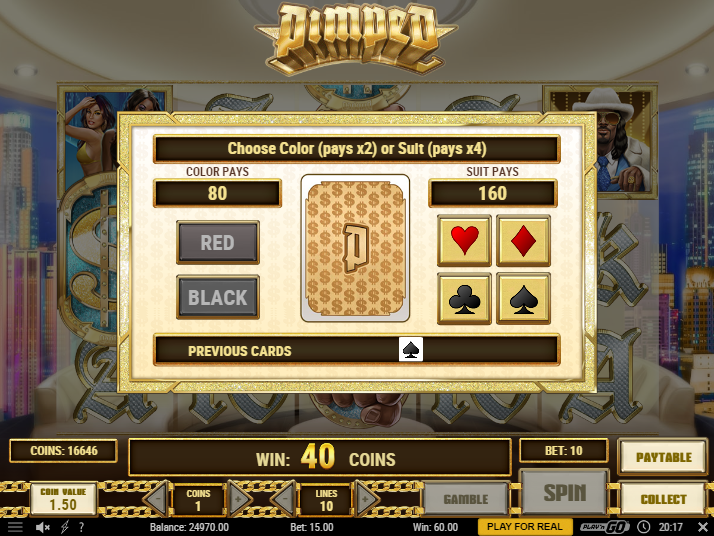 PIMPED
Choose Color (pays x2) or Suit (pays x4)
COLOR PAYS
SUIT PAYS
80
160
RED
BLACK
P
PREVIOUS CARDS
COINS: 16646
WIN: 40 COINS
BET: 10
PAYTABLE
COIN VALUE
1.50
COINS
1
LINES
10
GAMBLE
SPIN
COLLECT
? Balance: 24970.00 Bet: 15.00 Win: 60.00 PLAY FOR REAL PLAY'N GO 20:17